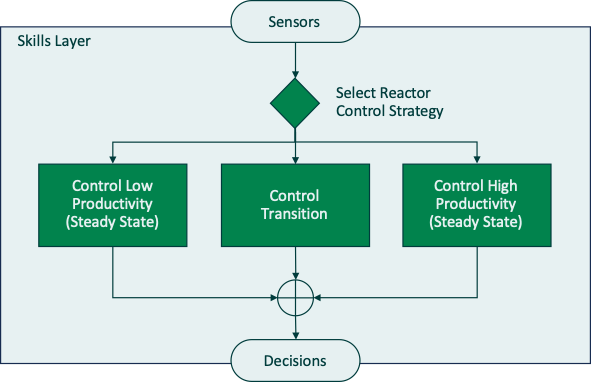 Sensors
Skills Layer
Select Reactor
Control Strategy
Control Low
Productivity
(Steady State)
Control
Transition
Control High
Productivity
(Steady State)
Decisions